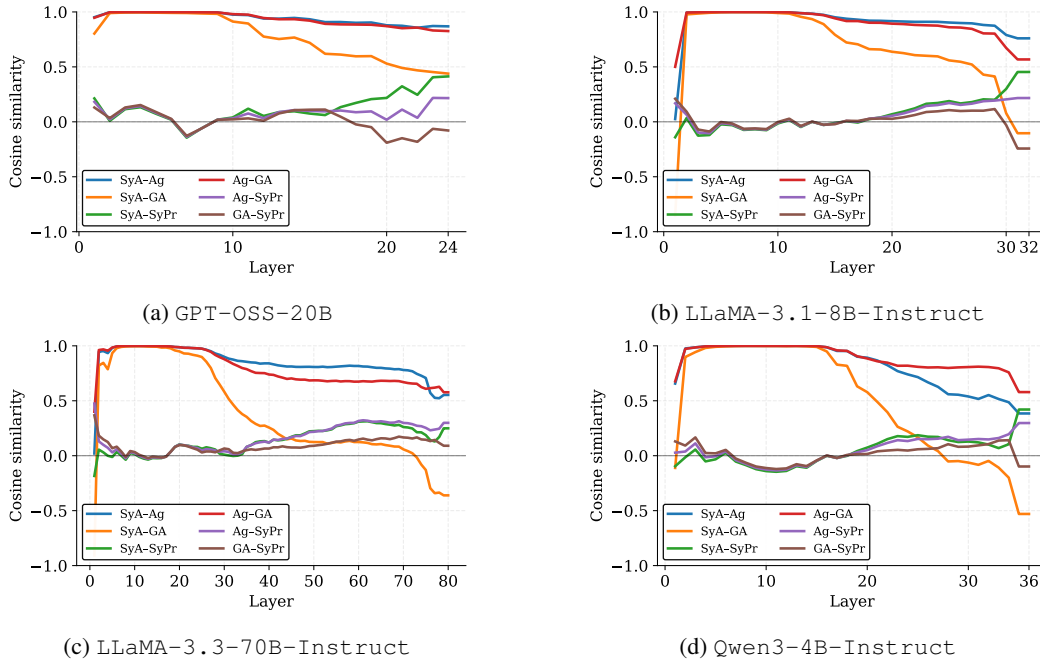 1.0
0.5
0.0
−0.5
−1.0
Cosine similarity
SyA–Ag
SyA–GA
SyA–SyPr
Ag–GA
Ag–SyPr
GA–SyPr
0
10
20
24
Layer
(a) GPT-OSS-20B
1.0
0.5
0.0
−0.5
−1.0
Cosine similarity
SyA–Ag
SyA–GA
SyA–SyPr
Ag–GA
Ag–SyPr
GA–SyPr
0
10
20
30
32
Layer
(b) LLaMA-3.1-8B-Instruct
1.0
0.5
0.0
−0.5
−1.0
Cosine similarity
SyA–Ag
SyA–GA
SyA–SyPr
Ag–GA
Ag–SyPr
GA–SyPr
0
10
20
30
40
50
60
70
80
Layer
(c) LLaMA-3.3-70B-Instruct
1.0
0.5
0.0
−0.5
−1.0
Cosine similarity
SyA–Ag
SyA–GA
SyA–SyPr
Ag–GA
Ag–SyPr
GA–SyPr
0
10
20
30
36
Layer
(d) Qwen3-4B-Instruct